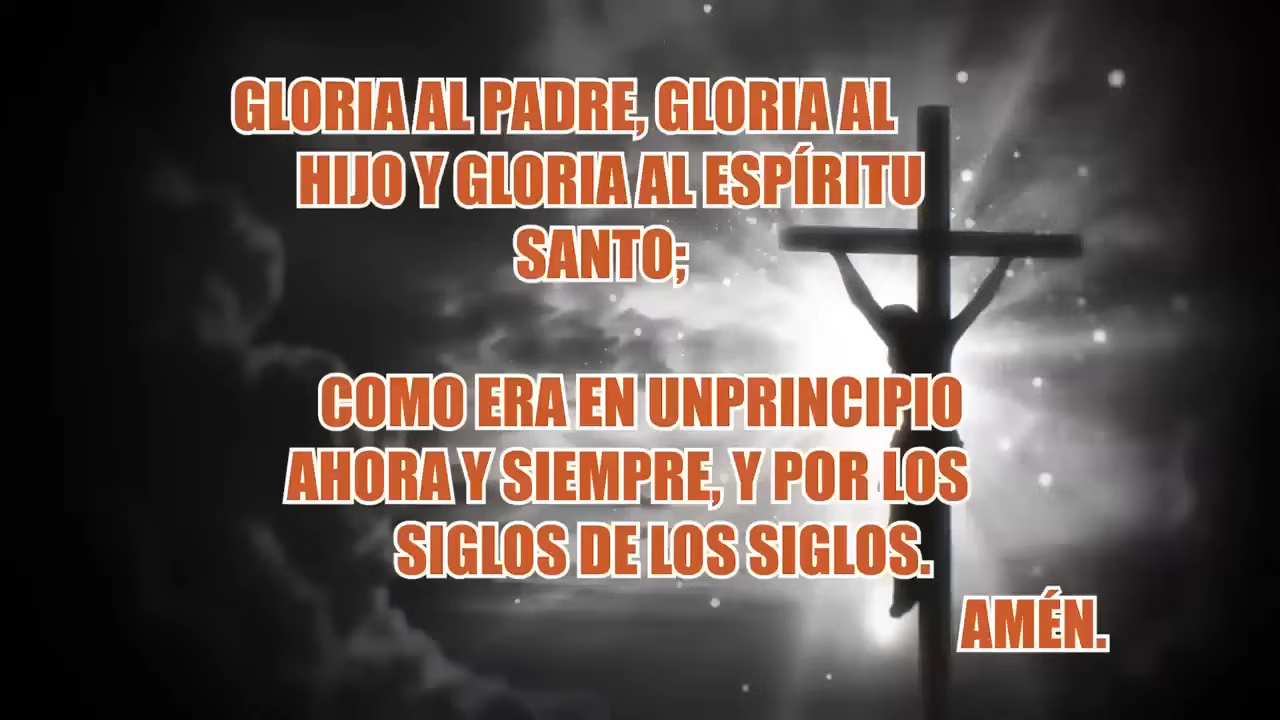 GLORIA AL PADRE, GLORIA AL
HIJO Y GLORIA AL ESPÍRITU
SANTO;
COMO ERA EN UNPRINCIPIO
AHORA Y SIEMPRE, Y POR LOS
SIGLOS DE LOS SIGLOS.
AMÉN.